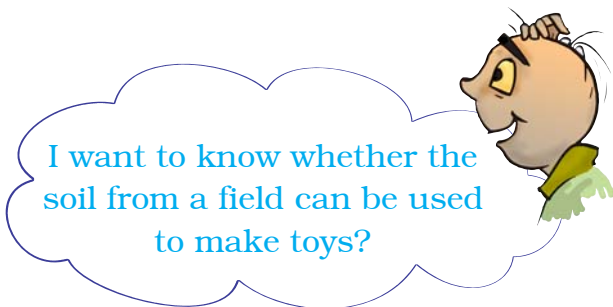 I want to know whether the
soil from a field can be used
to make toys?